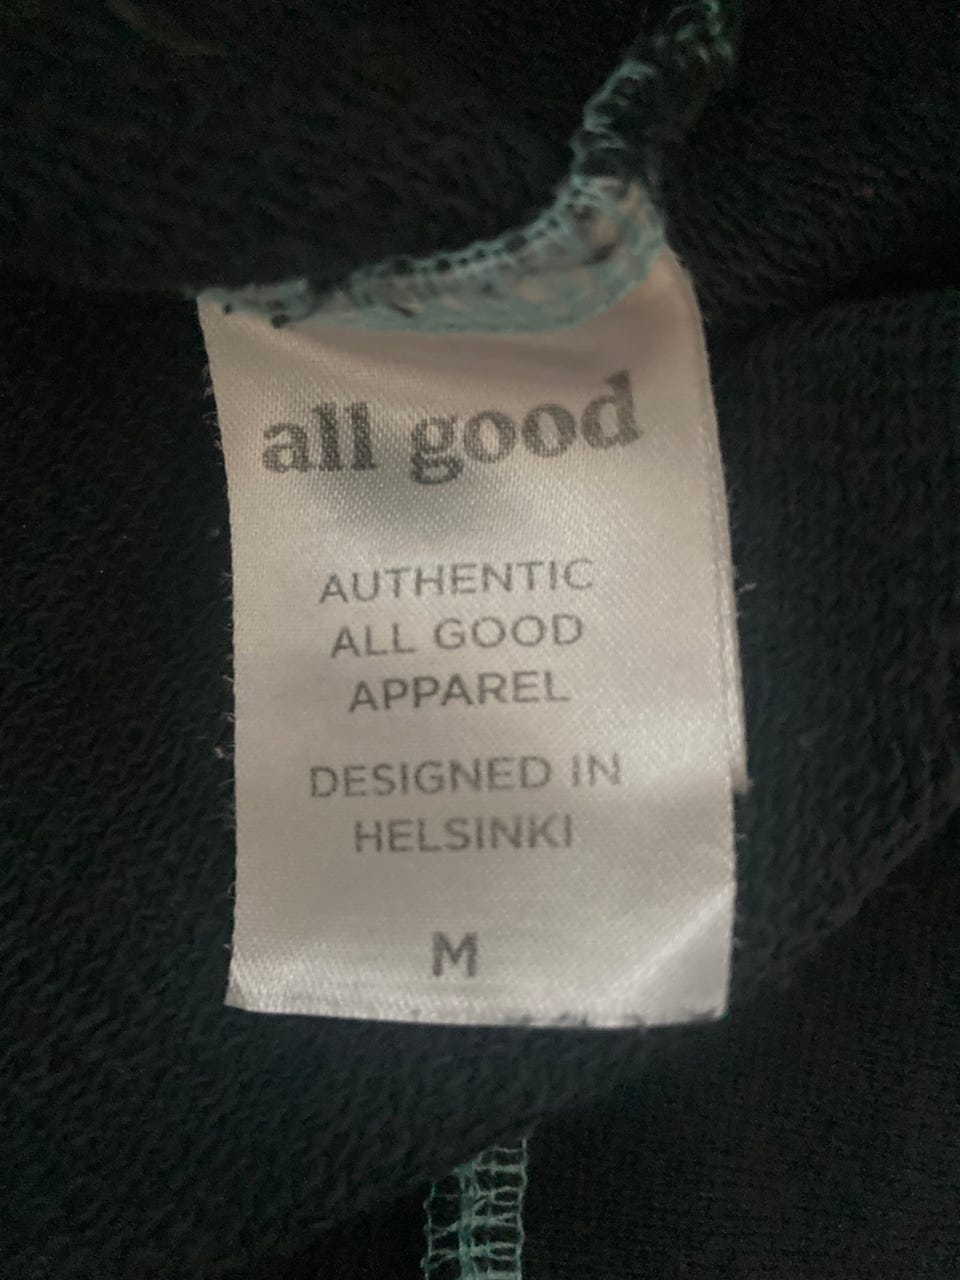 all good
AUTHENTIC
ALL GOOD
APPAREL
DESIGNED IN
HELSINKI
M